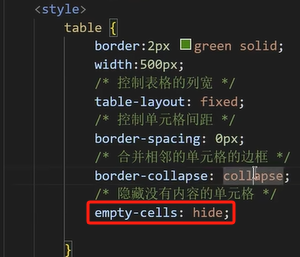 <style>
table {
border:2px green solid;
width:500px;
/* 控制表格的列宽 */
table-layout: fixed;
/* 控制单元格间距 */
border-spacing: 0px;
/* 合并相邻的单元格的边框 */
border-collapse: collapse;
/* 隐藏没有内容的单元格 */
empty-cells: hide;
}